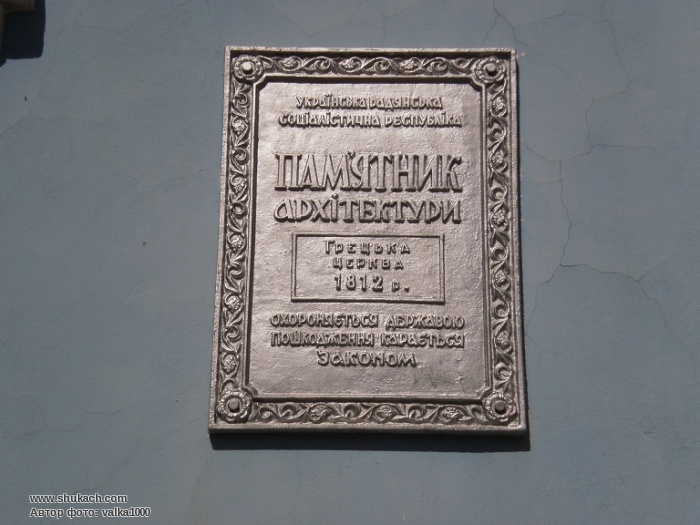 Українська Радянська
Соціалістична Республіка
ПАМ'ЯТНИК
АРХІТЕКТУРИ
ГРЕЦЬКА
ЦЕРКВА
1812 р.
ОХОРОНЯЄТЬСЯ ДЕРЖАВОЮ
ПОШКОДЖЕННЯ КАРАЄТЬСЯ
ЗАКОНОМ
www.shukach.com
Автор фото: valka1000